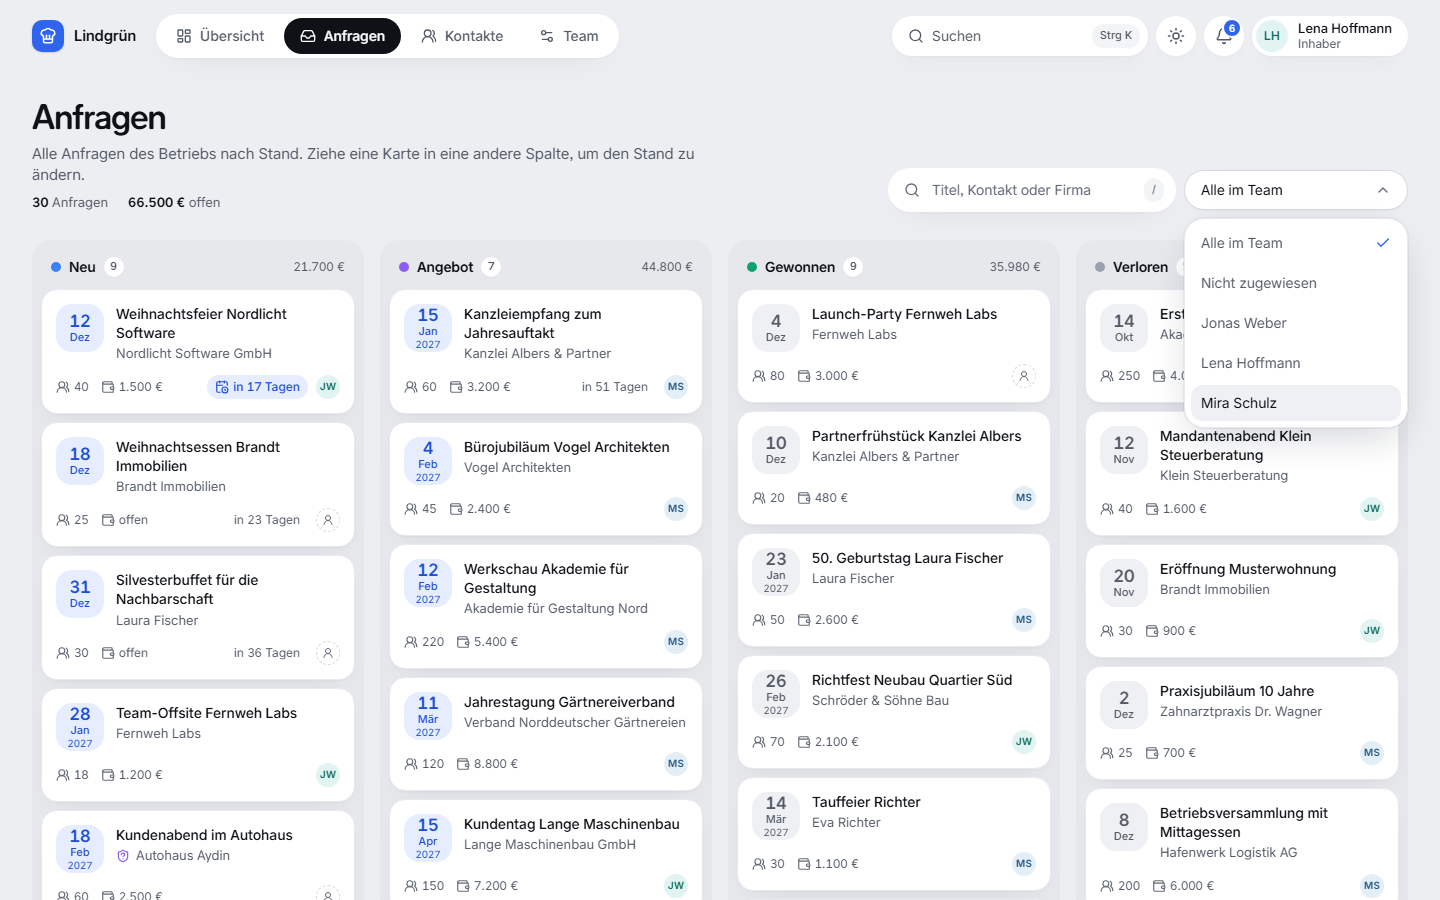 Lindgrün
Übersicht
Anfragen
Kontakte
Team
Suchen
Strg K
6
LH
Lena Hoffmann
Inhaber
Anfragen
Alle Anfragen des Betriebs nach Stand. Ziehe eine Karte in eine andere Spalte, um den Stand zu
ändern.
30 Anfragen 66.500 € offen
Titel, Kontakt oder Firma
/
Alle im Team
Alle im Team
Nicht zugewiesen
Jonas Weber
Lena Hoffmann
Mira Schulz
Neu 9 21.700 €
12 Dez
Weihnachtsfeier Nordlicht
Software
Nordlicht Software GmbH
40 1.500 € in 17 Tagen JW
18 Dez
Weihnachtsessen Brandt
Immobilien
Brandt Immobilien
25 offen in 23 Tagen
31 Dez
Silvesterbuffet für die
Nachbarschaft
Laura Fischer
30 offen in 36 Tagen
28 Jan 2027
Team-Offsite Fernweh Labs
Fernweh Labs
18 1.200 € JW
18 Feb 2027
Kundenabend im Autohaus
Autohaus Aydin
60 2.500 €
Angebot 7 44.800 €
15 Jan 2027
Kanzleiempfang zum
Jahresauftakt
Kanzlei Albers & Partner
60 3.200 € in 51 Tagen MS
4 Feb 2027
Bürojubiläum Vogel Architekten
Vogel Architekten
45 2.400 € MS
12 Feb 2027
Werkschau Akademie für
Gestaltung
Akademie für Gestaltung Nord
220 5.400 € MS
11 Mär 2027
Jahrestagung Gärtnereiverband
Verband Norddeutscher Gärtnereien
120 8.800 € MS
15 Apr 2027
Kundentag Lange Maschinenbau
Lange Maschinenbau GmbH
150 7.200 € JW
Gewonnen 9 35.980 €
4 Dez
Launch-Party Fernweh Labs
Fernweh Labs
80 3.000 €
10 Dez
Partnerfrühstück Kanzlei Albers
Kanzlei Albers & Partner
20 480 € MS
23 Jan 2027
50. Geburtstag Laura Fischer
Laura Fischer
50 2.600 € MS
26 Feb 2027
Richtfest Neubau Quartier Süd
Schröder & Söhne Bau
70 2.100 € JW
14 Mär 2027
Tauffeier Richter
Eva Richter
30 1.100 € MS
Verloren
14 Okt
250
12 Nov
Mandantenabend Klein
Steuerberatung
Klein Steuerberatung
40 1.600 € JW
20 Nov
Eröffnung Musterwohnung
Brandt Immobilien
30 900 € JW
2 Dez
Praxisjubiläum 10 Jahre
Zahnarztpraxis Dr. Wagner
25 700 € MS
8 Dez
Betriebsversammlung mit
Mittagessen
Hafenwerk Logistik AG
200 6.000 € MS